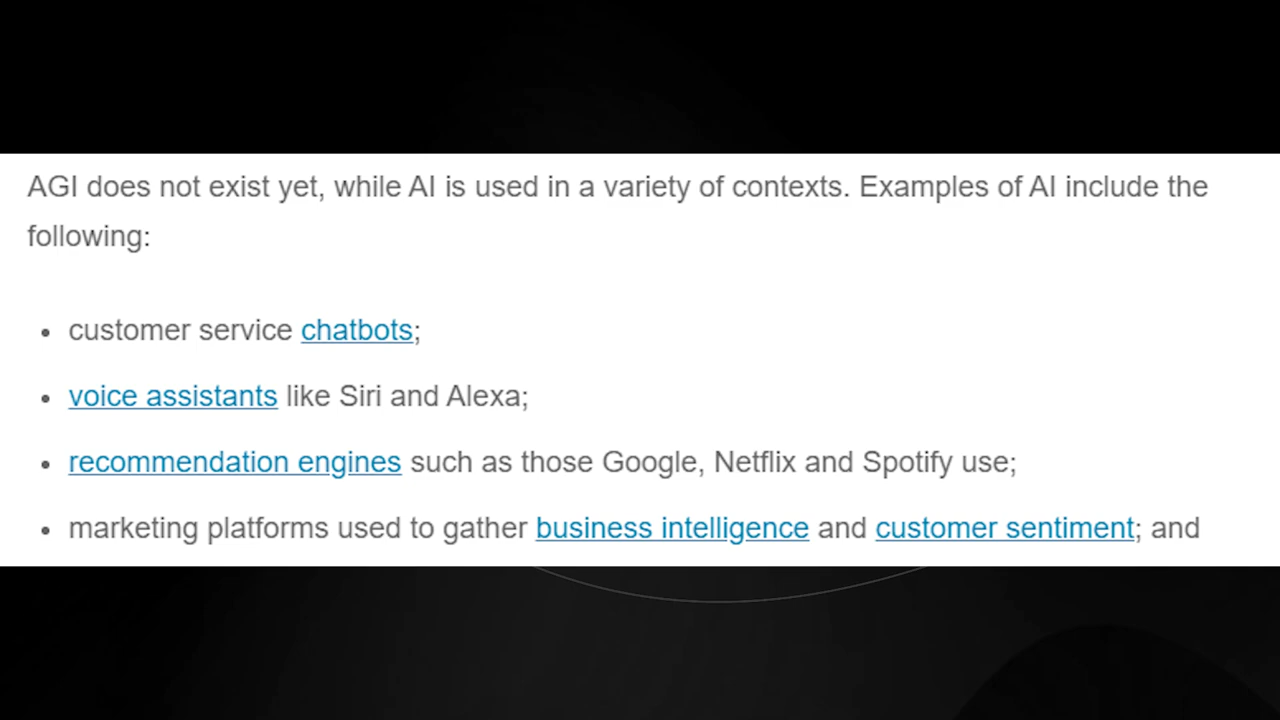 AGI does not exist yet, while AI is used in a variety of contexts. Examples of AI include the
following:
• customer service chatbots;
• voice assistants like Siri and Alexa;
• recommendation engines such as those Google, Netflix and Spotify use;
• marketing platforms used to gather business intelligence and customer sentiment; and